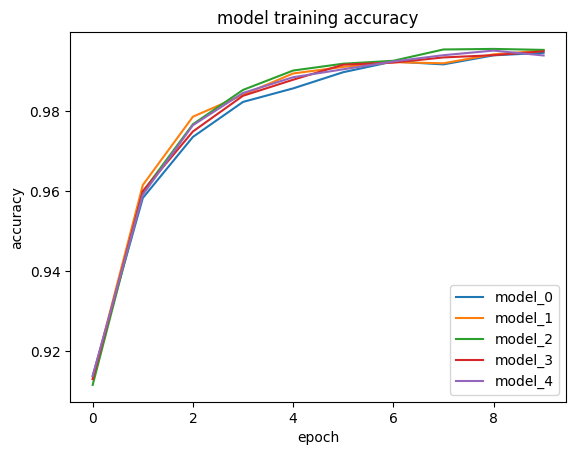 model training accuracy
0.98
0.96
0.94
0.92
accuracy
0
2
4
6
8
epoch
model_0
model_1
model_2
model_3
model_4